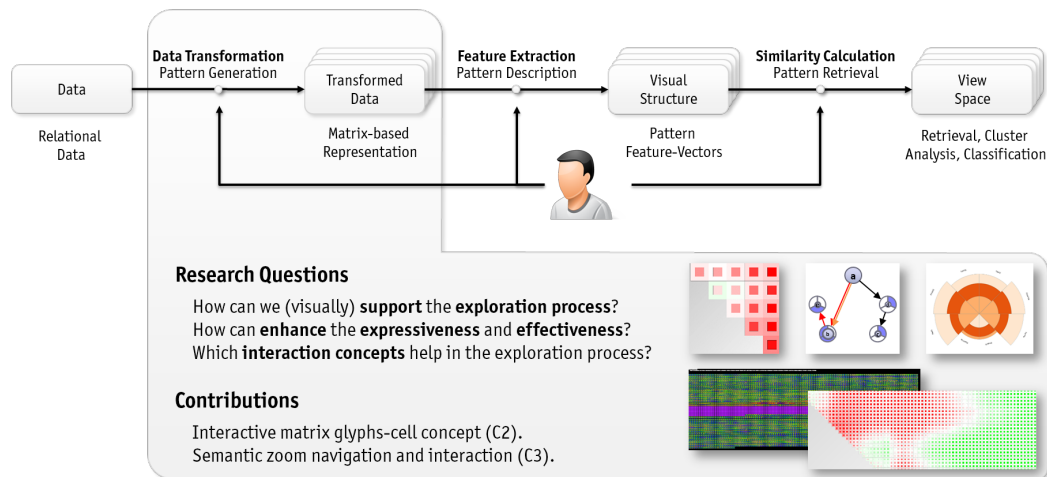 Data Transformation
Pattern Generation
Feature Extraction
Pattern Description
Similarity Calculation
Pattern Retrieval
Data
Transformed
Data
Visual
Structure
View
Space
Relational
Data
Matrix-based
Representation
Pattern
Feature-Vectors
Retrieval, Cluster
Analysis, Classification
Research Questions
How can we (visually) support the exploration process?
How can enhance the expressiveness and effectiveness?
Which interaction concepts help in the exploration process?
a
b
Contributions
Interactive matrix glyphs-cell concept (C2).
Semantic zoom navigation and interaction (C3).